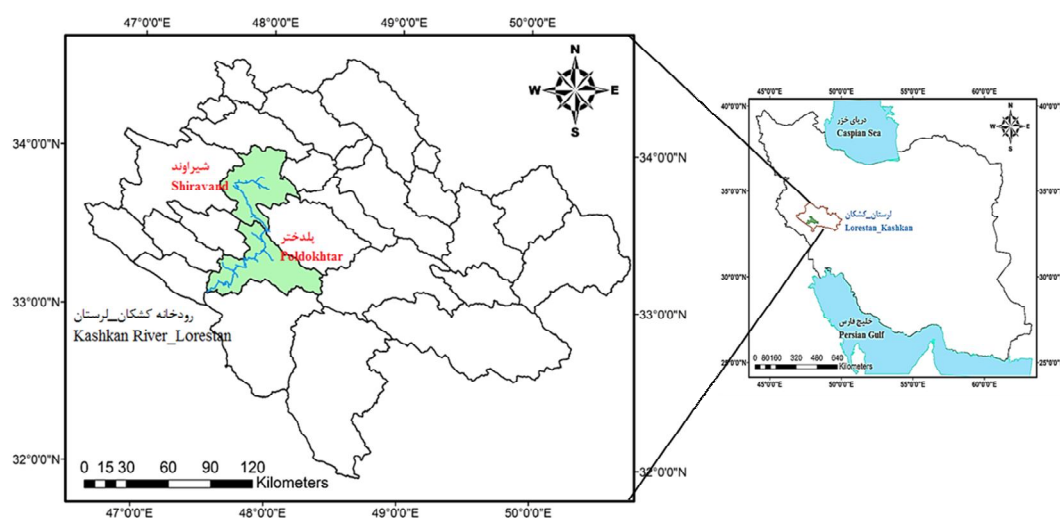 47°0'0"E 48°0'0"E 49°0'0"E 50°0'0"E
N
W E
S
34°0'0"N 34°0'0"N
شیراوند
Shiravand
پلدختر
Poldokhtar
33°0'0"N 33°0'0"N
رودخانه کشکان_لرستان
Kashkan River_Lorestan
32°0'0"N 32°0'0"N
0 15 30 60 90 120
Kilometers
47°0'0"E 48°0'0"E 49°0'0"E 50°0'0"E
45°0'0"E 50°0'0"E 55°0'0"E 60°0'0"E
40°0'0"N 40°0'0"N
دریای خزر
Caspian Sea
N
W E
S
35°0'0"N 35°0'0"N
لرستان_کشکان
Lorestan_Kashkan
30°0'0"N 30°0'0"N
خلیج فارس
Persian Gulf
0 80160 320 480 640
Kilometers
25°0'0"N 25°0'0"N
45°0'0"E 50°0'0"E 55°0'0"E 60°0'0"E